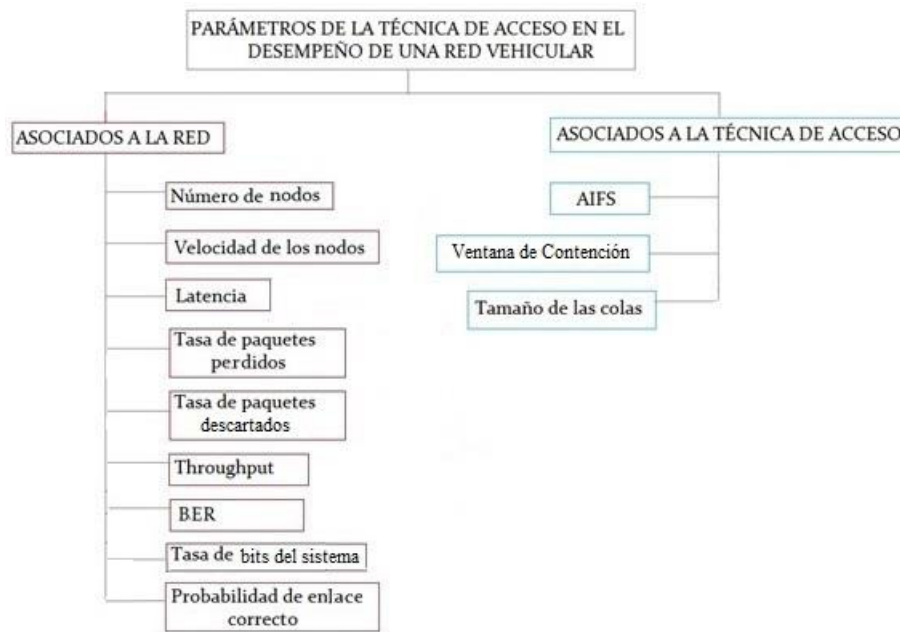 PARÁMETROS DE LA TÉCNICA DE ACCESO EN EL
DESEMPEÑO DE UNA RED VEHICULAR
ASOCIADOS A LA RED
ASOCIADOS A LA TÉCNICA DE ACCESO
Número de nodos
Velocidad de los nodos
Latencia
Tasa de paquetes
perdidos
Tasa de paquetes
descartados
Throughput
BER
Tasa de bits del sistema
Probabilidad de enlace
correcto
AIFS
Ventana de Contención
Tamaño de las colas